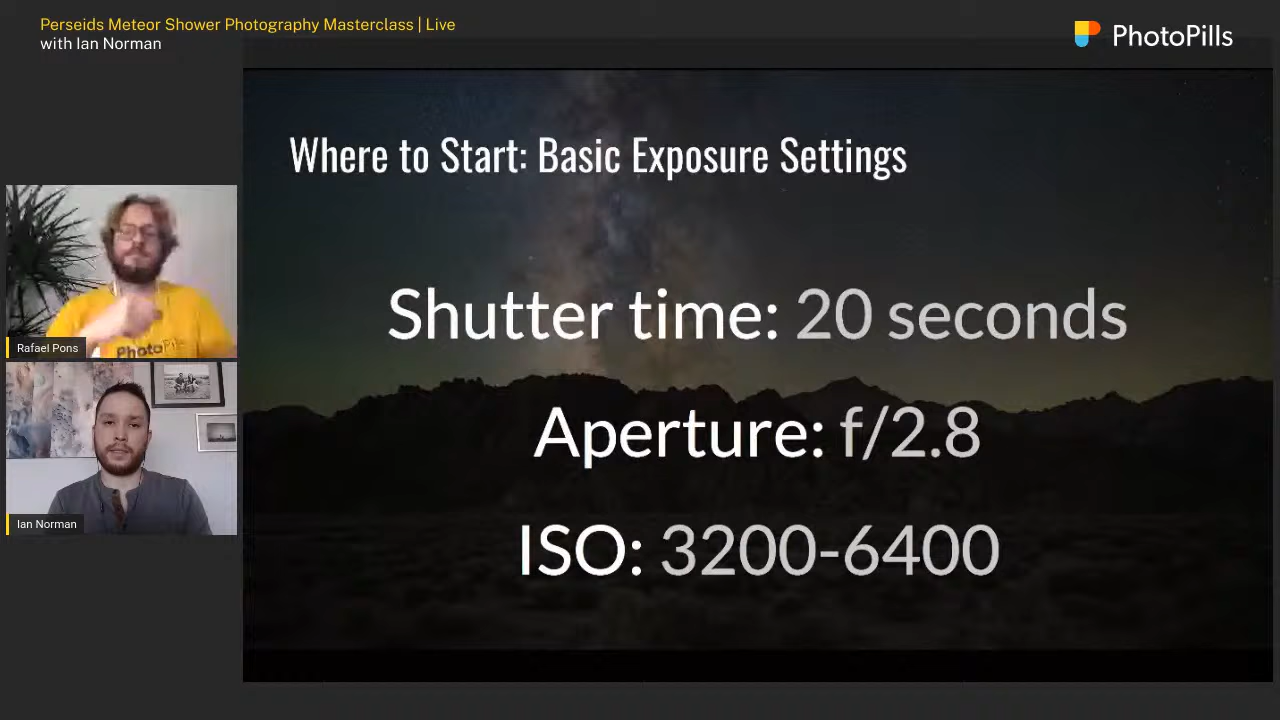 Perseids Meteor Shower Photography Masterclass | Live
with Ian Norman
PhotoPills
Where to Start: Basic Exposure Settings
Shutter time: 20 seconds
Aperture: f/2.8
ISO: 3200-6400
PhotoPi
Rafael Pons
Ian Norman